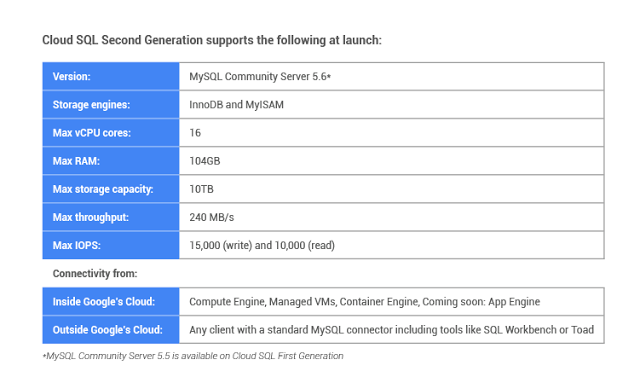 Cloud SQL Second Generation supports the following at launch:
Version: MySQL Community Server 5.6*
Storage engines: InnoDB and MyISAM
Max vCPU cores: 16
Max RAM: 104GB
Max storage capacity: 10TB
Max throughput: 240 MB/s
Max IOPS: 15,000 (write) and 10,000 (read)
Connectivity from:
Inside Google's Cloud: Compute Engine, Managed VMs, Container Engine, Coming soon: App Engine
Outside Google's Cloud: Any client with a standard MySQL connector including tools like SQL Workbench or Toad
*MySQL Community Server 5.5 is available on Cloud SQL First Generation